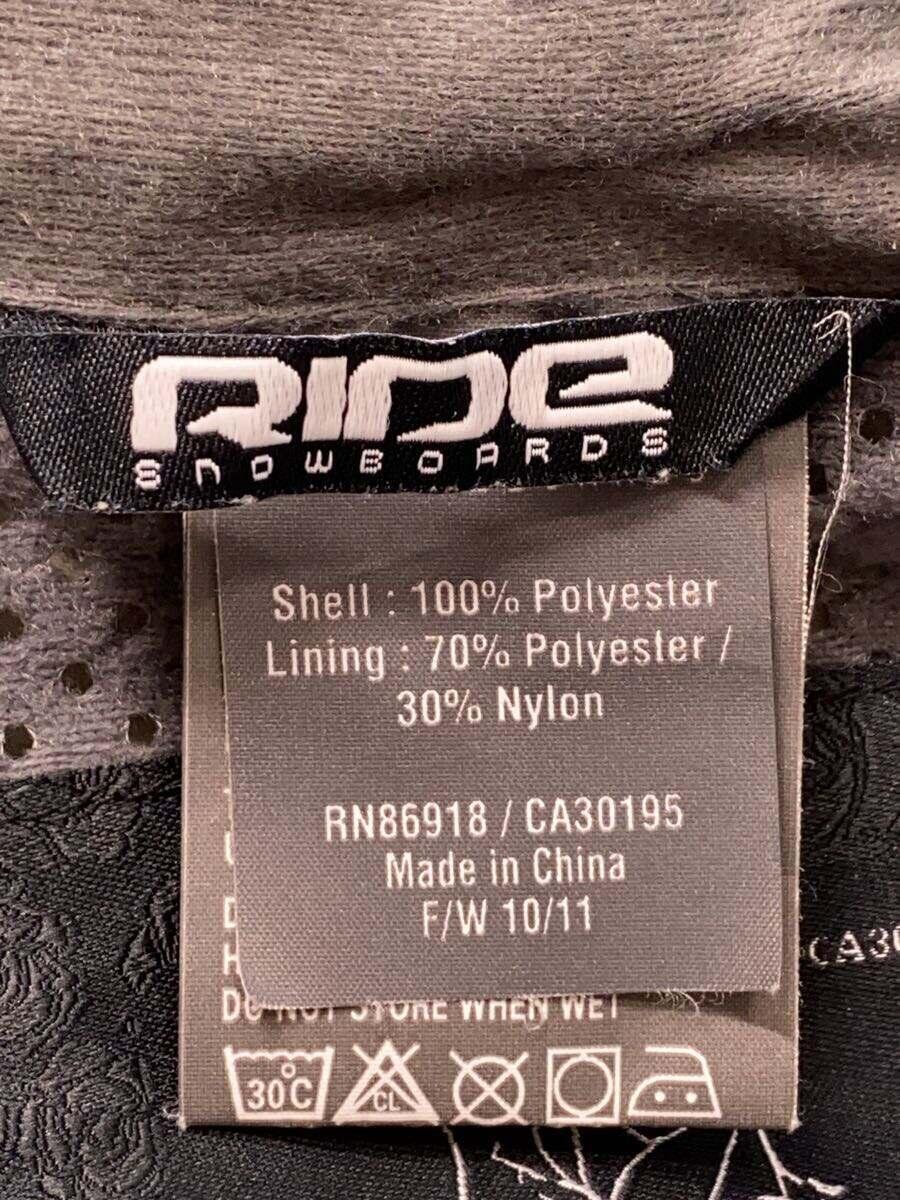 RIDE
SNOWBOARDS
Shell : 100% Polyester
Lining : 70% Polyester /
30% Nylon
RN86918 / CA30195
Made in China
F/W 10/11
DO NOT STORE WHEN WET
30°C
CL